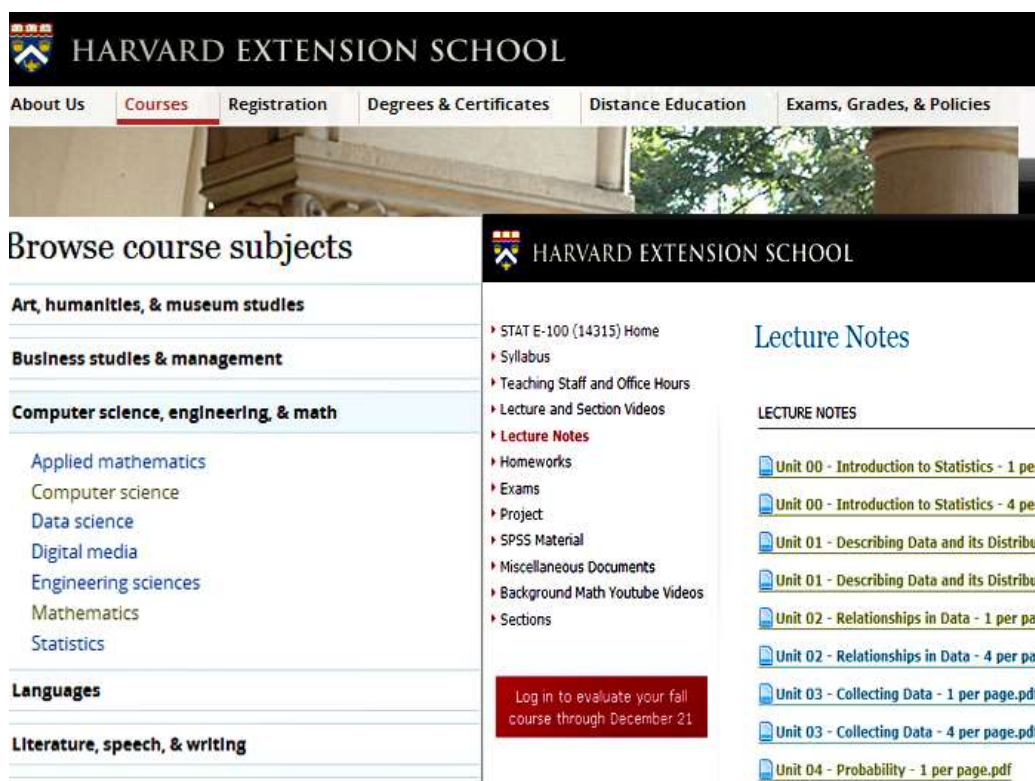 HARVARD EXTENSION SCHOOL
About Us Courses Registration Degrees & Certificates Distance Education Exams, Grades, & Policies
Browse course subjects
Art, humanities, & museum studies
Business studies & management
Computer science, engineering, & math
Applied mathematics
Computer science
Data science
Digital media
Engineering sciences
Mathematics
Statistics
Languages
Literature, speech, & writing
HARVARD EXTENSION SCHOOL
STAT E-100 (14315) Home
Syllabus
Teaching Staff and Office Hours
Lecture and Section Videos
Lecture Notes
Homeworks
Exams
Project
SPSS Material
Miscellaneous Documents
Background Math Youtube Videos
Sections
Log in to evaluate your fall
course through December 21
Lecture Notes
LECTURE NOTES
Unit 00 - Introduction to Statistics - 1 pe
Unit 00 - Introduction to Statistics - 4 pe
Unit 01 - Describing Data and its Distribu
Unit 01 - Describing Data and its Distribu
Unit 02 - Relationships in Data - 1 per pa
Unit 02 - Relationships in Data - 4 per pa
Unit 03 - Collecting Data - 1 per page.pd
Unit 03 - Collecting Data - 4 per page.pd
Unit 04 - Probability - 1 per page.pdf